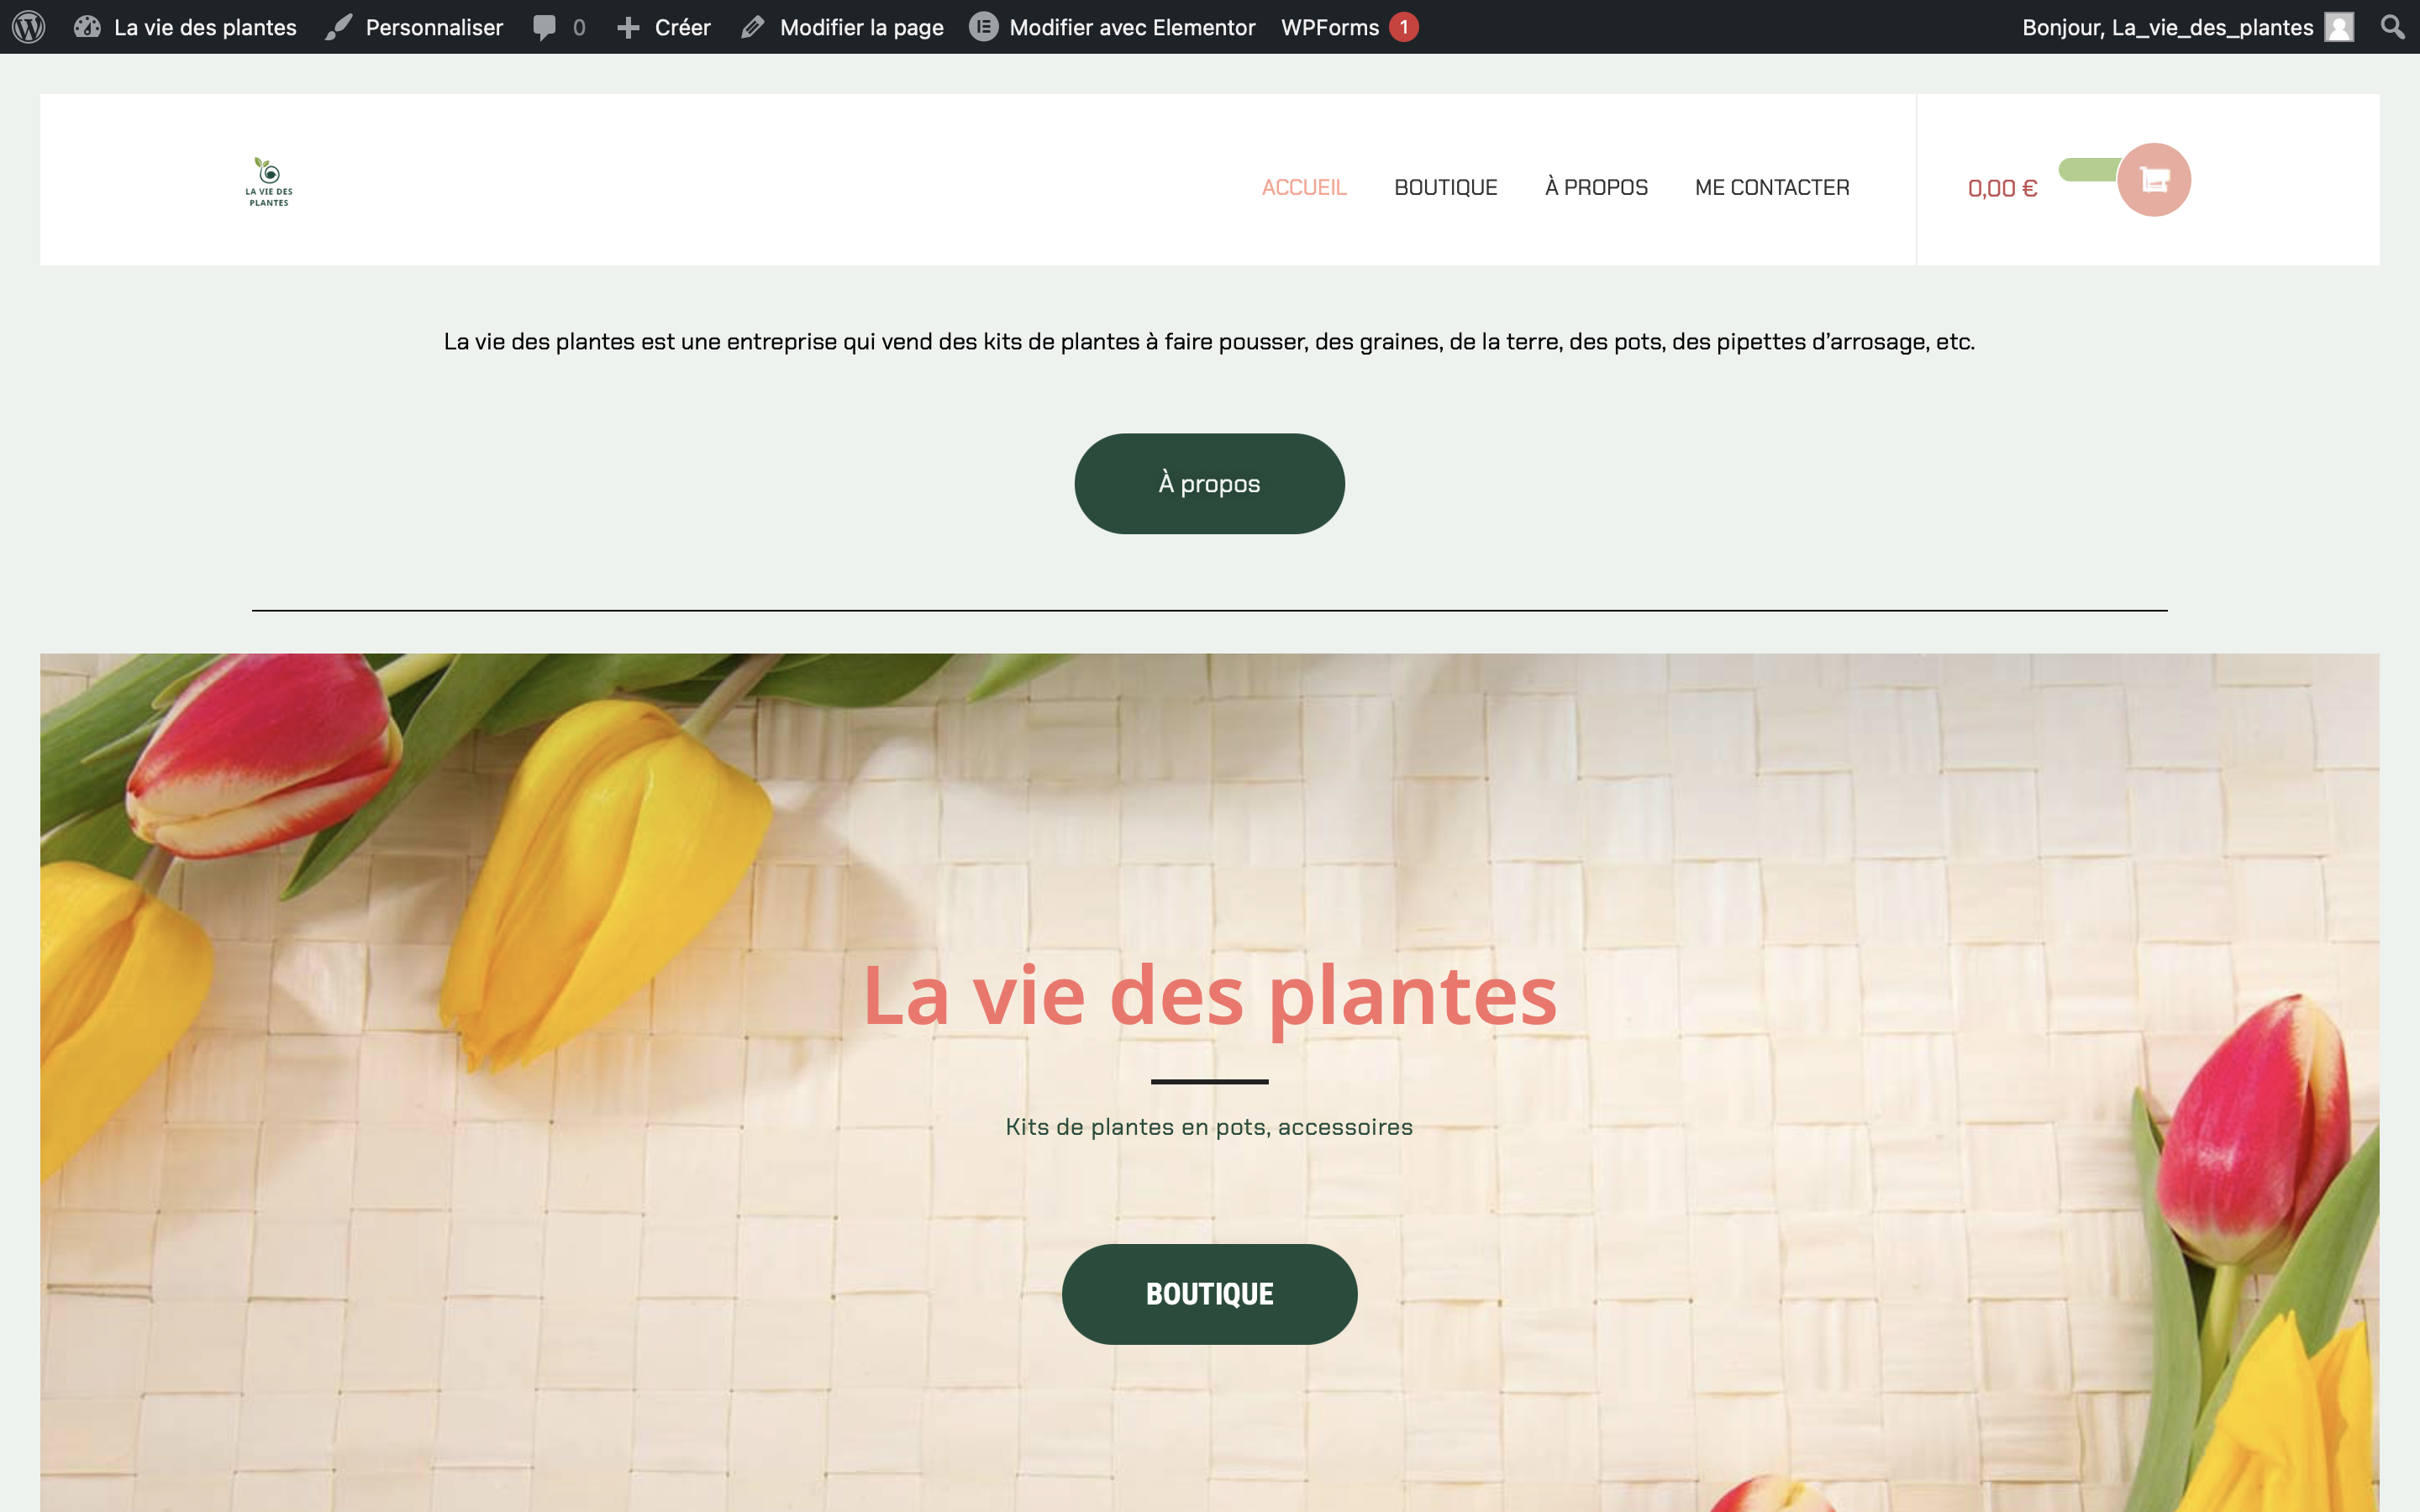 La vie des plantes Personnaliser 0 Créer Modifier la page Modifier avec Elementor WPForms 1 Bonjour, La_vie_des_plantes
LA VIE DES
PLANTES
ACCUEIL BOUTIQUE À PROPOS ME CONTACTER 0,00 €
La vie des plantes est une entreprise qui vend des kits de plantes à faire pousser, des graines, de la terre, des pots, des pipettes d’arrosage, etc.
À propos
La vie des plantes
Kits de plantes en pots, accessoires
BOUTIQUE